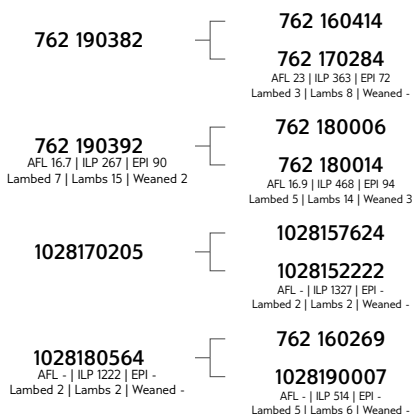 762 190382
762 160414
762 170284
AFL 23 | ILP 363 | EPI 72
Lambed 3 | Lambs 8 | Weaned -
762 190392
AFL 16.7 | ILP 267 | EPI 90
Lambed 7 | Lambs 15 | Weaned 2
762 180006
762 180014
AFL 16.9 | ILP 468 | EPI 94
Lambed 5 | Lambs 14 | Weaned 3
1028170205
1028157624
1028152222
AFL - | ILP 1327 | EPI -
Lambed 2 | Lambs 2 | Weaned -
1028180564
AFL - | ILP 1222 | EPI -
Lambed 2 | Lambs 2 | Weaned -
762 160269
1028190007
AFL - | ILP 514 | EPI -
Lambed 5 | Lambs 6 | Weaned -